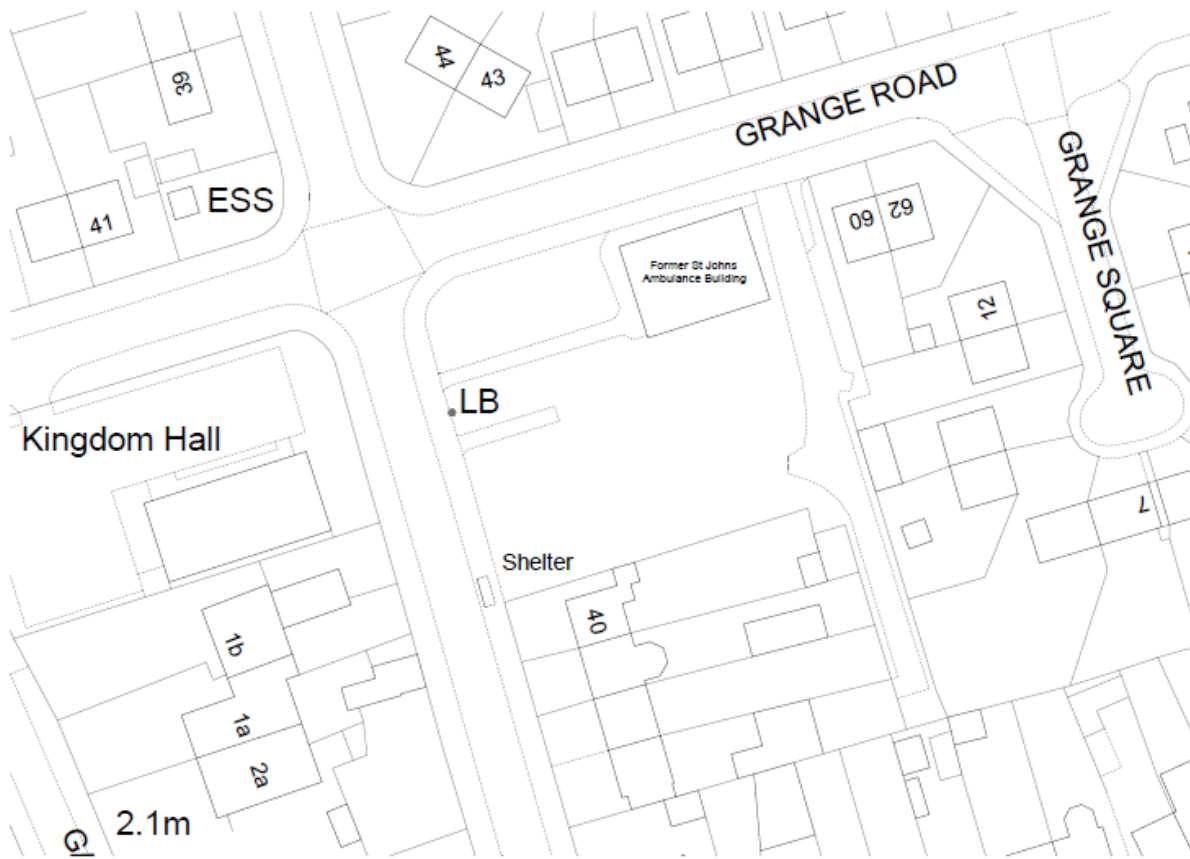 44
43
39
GRANGE ROAD
ESS
41
60
62
GRANGE SQUARE
Former St Johns
Ambulance Building
12
LB
Kingdom Hall
7
Shelter
40
1b
1a
2a
2.1m